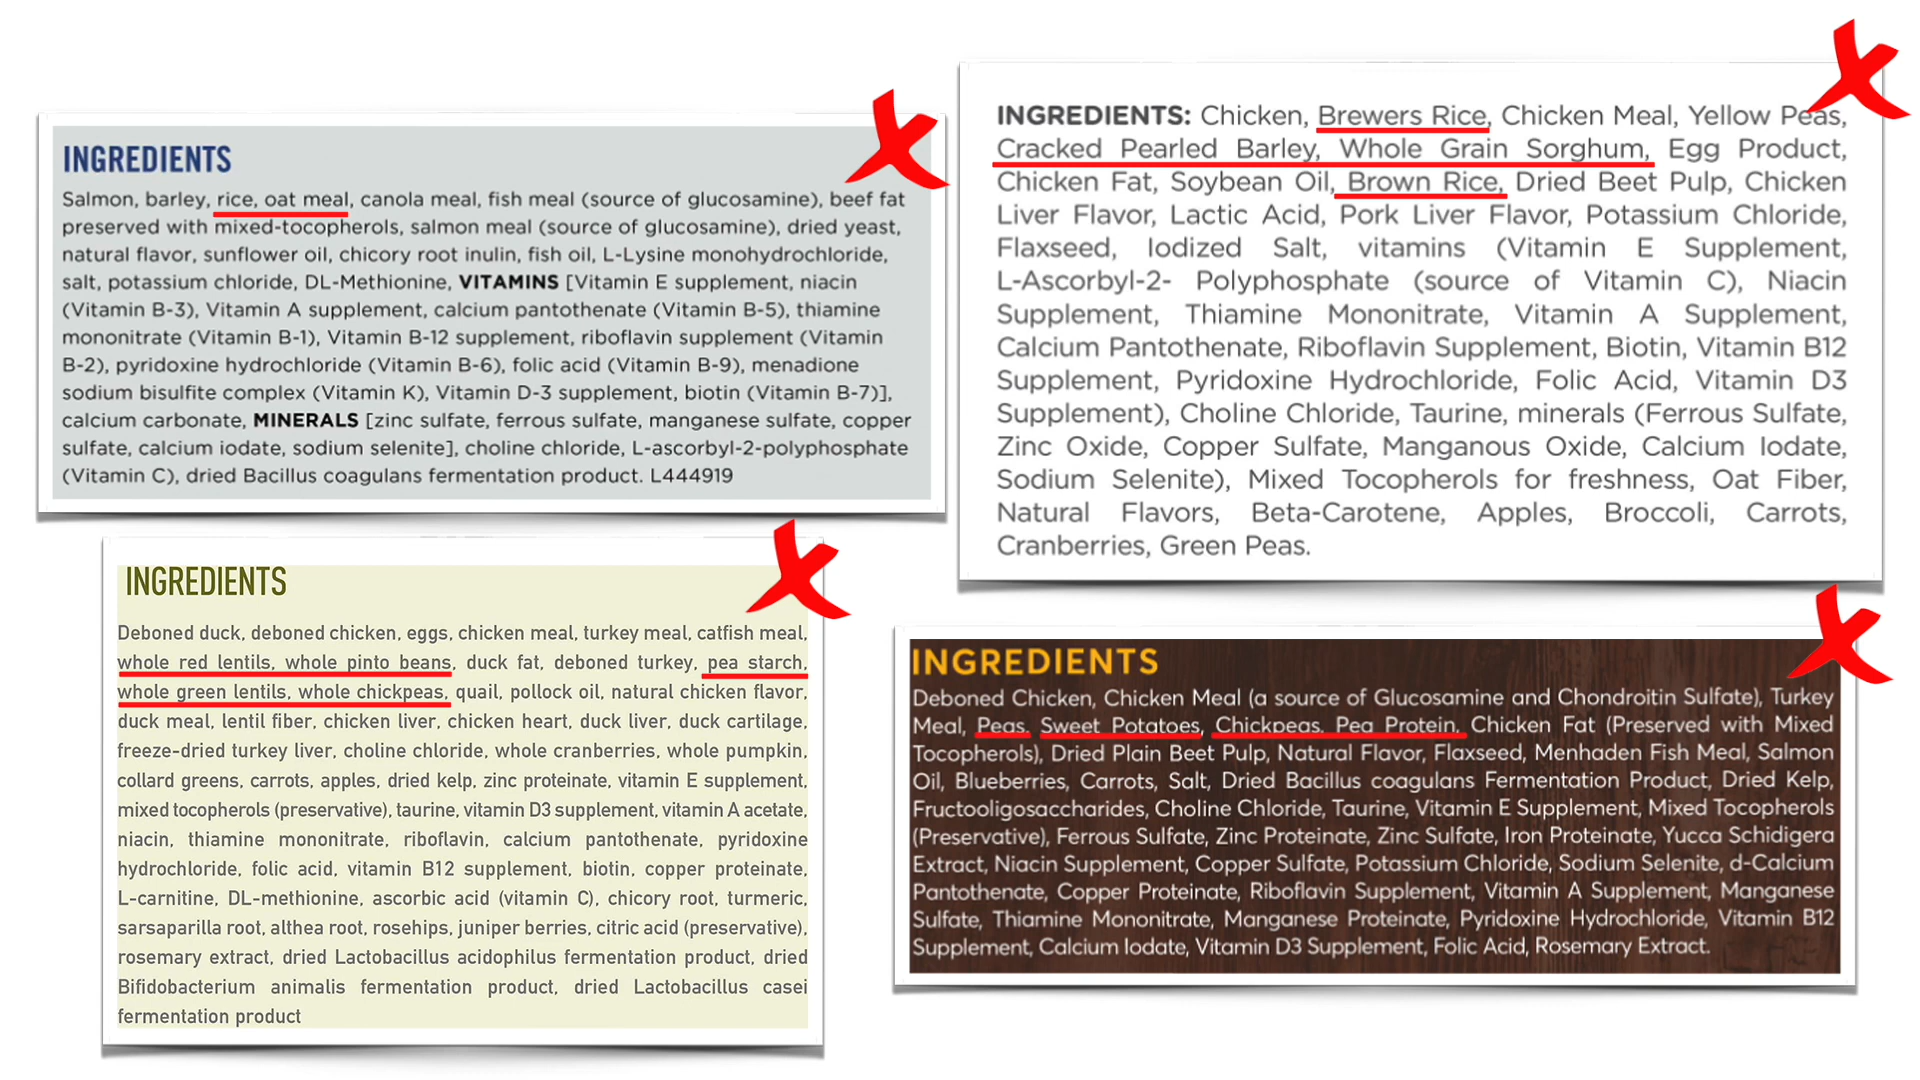 INGREDIENTS
Salmon, barley, rice, oat meal, canola meal, fish meal (source of glucosamine), beef fat
preserved with mixed-tocopherols, salmon meal (source of glucosamine), dried yeast,
natural flavor, sunflower oil, chicory root inulin, fish oil, L-Lysine monohydrochloride,
salt, potassium chloride, DL-Methionine, VITAMINS [Vitamin E supplement, niacin
(Vitamin B-3), Vitamin A supplement, calcium pantothenate (Vitamin B-5), thiamine
mononitrate (Vitamin B-1), Vitamin B-12 supplement, riboflavin supplement (Vitamin
B-2), pyridoxine hydrochloride (Vitamin B-6), folic acid (Vitamin B-9), menadione
sodium bisulfite complex (Vitamin K), Vitamin D-3 supplement, biotin (Vitamin B-7)],
calcium carbonate, MINERALS [zinc sulfate, ferrous sulfate, manganese sulfate, copper
sulfate, calcium iodate, sodium selenite], choline chloride, L-ascorbyl-2-polyphosphate
(Vitamin C), dried Bacillus coagulans fermentation product. L444919
INGREDIENTS: Chicken, Brewers Rice, Chicken Meal, Yellow Peas,
Cracked Pearled Barley, Whole Grain Sorghum, Egg Product,
Chicken Fat, Soybean Oil, Brown Rice, Dried Beet Pulp, Chicken
Liver Flavor, Lactic Acid, Pork Liver Flavor, Potassium Chloride,
Flaxseed, Iodized Salt, vitamins (Vitamin E Supplement,
L-Ascorbyl-2- Polyphosphate (source of Vitamin C), Niacin
Supplement, Thiamine Mononitrate, Vitamin A Supplement,
Calcium Pantothenate, Riboflavin Supplement, Biotin, Vitamin B12
Supplement, Pyridoxine Hydrochloride, Folic Acid, Vitamin D3
Supplement), Choline Chloride, Taurine, minerals (Ferrous Sulfate,
Zinc Oxide, Copper Sulfate, Manganous Oxide, Calcium Iodate,
Sodium Selenite), Mixed Tocopherols for freshness, Oat Fiber,
Natural Flavors, Beta-Carotene, Apples, Broccoli, Carrots,
Cranberries, Green Peas.
INGREDIENTS
Deboned duck, deboned chicken, eggs, chicken meal, turkey meal, catfish meal,
whole red lentils, whole pinto beans, duck fat, deboned turkey, pea starch,
whole green lentils, whole chickpeas, quail, pollock oil, natural chicken flavor,
duck meal, lentil fiber, chicken liver, chicken heart, duck liver, duck cartilage,
freeze-dried turkey liver, choline chloride, whole cranberries, whole pumpkin,
collard greens, carrots, apples, dried kelp, zinc proteinate, vitamin E supplement,
mixed tocopherols (preservative), taurine, vitamin D3 supplement, vitamin A acetate,
niacin, thiamine mononitrate, riboflavin, calcium pantothenate, pyridoxine
hydrochloride, folic acid, vitamin B12 supplement, biotin, copper proteinate,
L-carnitine, DL-methionine, ascorbic acid (vitamin C), chicory root, turmeric,
sarsaparilla root, althea root, rosehips, juniper berries, citric acid (preservative),
rosemary extract, dried Lactobacillus acidophilus fermentation product, dried
Bifidobacterium animalis fermentation product, dried Lactobacillus casei
fermentation product
INGREDIENTS
Deboned Chicken, Chicken Meal (a source of Glucosamine and Chondroitin Sulfate), Turkey
Meal, Peas, Sweet Potatoes, Chickpeas, Pea Protein, Chicken Fat (Preserved with Mixed
Tocopherols), Dried Plain Beet Pulp, Natural Flavor, Flaxseed, Menhaden Fish Meal, Salmon
Oil, Blueberries, Carrots, Salt, Dried Bacillus coagulans Fermentation Product, Dried Kelp,
Fructooligosaccharides, Choline Chloride, Taurine, Vitamin E Supplement, Mixed Tocopherols
(Preservative), Ferrous Sulfate, Zinc Proteinate, Zinc Sulfate, Iron Proteinate, Yucca Schidigera
Extract, Niacin Supplement, Copper Sulfate, Potassium Chloride, Sodium Selenite, d-Calcium
Pantothenate, Copper Proteinate, Riboflavin Supplement, Vitamin A Supplement, Manganese
Sulfate, Thiamine Mononitrate, Manganese Proteinate, Pyridoxine Hydrochloride, Vitamin B12
Supplement, Calcium Iodate, Vitamin D3 Supplement, Folic Acid, Rosemary Extract.